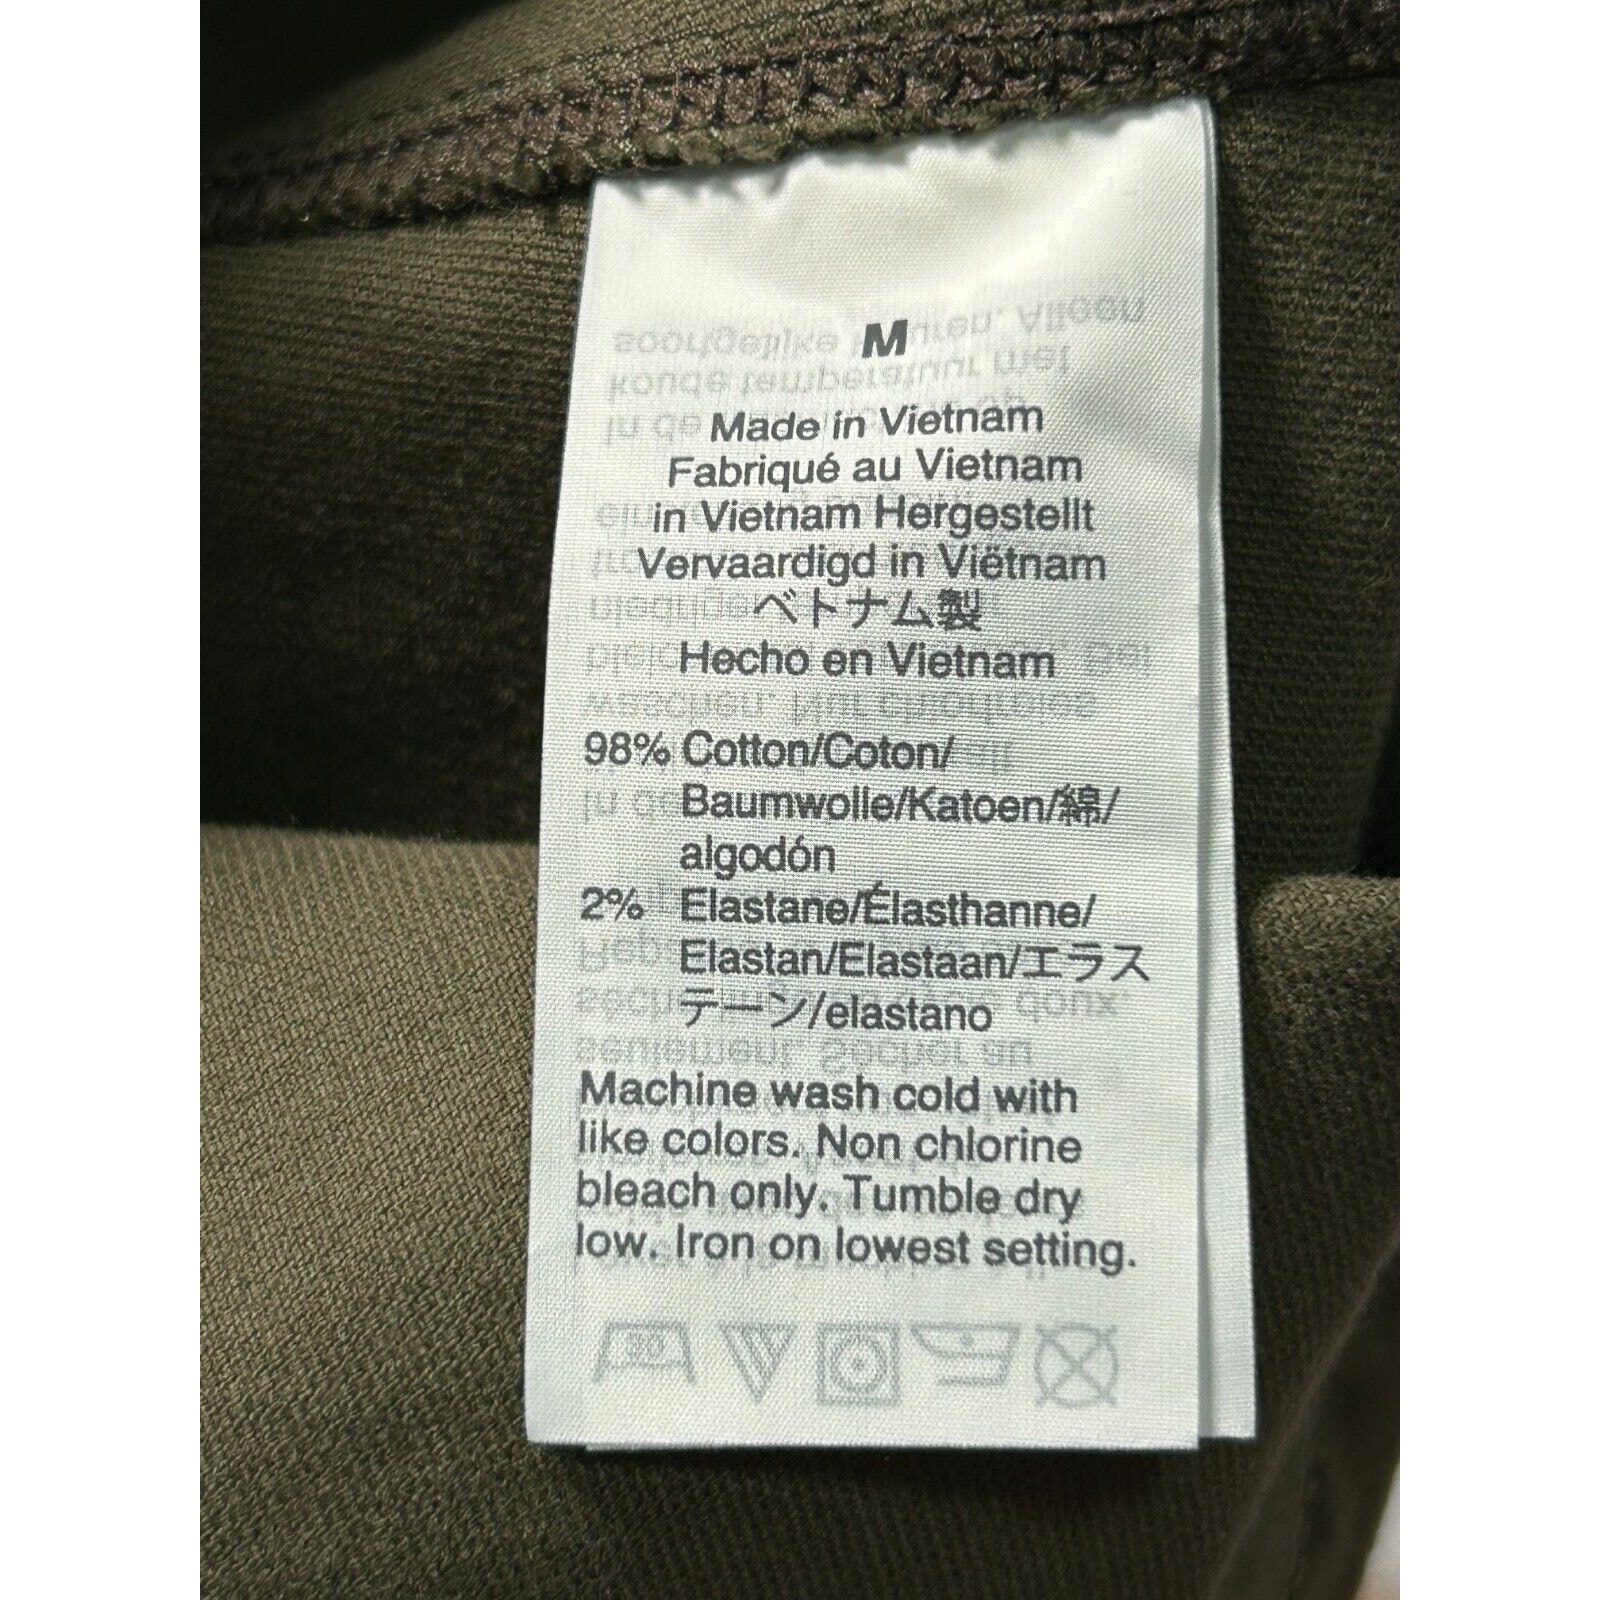 M
Made in Vietnam
Fabriqué au Vietnam
in Vietnam Hergestellt
Vervaardigd in Viëtnam
ベトナム製
Hecho en Vietnam
98% Cotton/Coton/
Baumwolle/Katoen/綿/
algodón
2% Elastane/Élasthanne/
Elastan/Elastaan/エラス
テーン/elastano
Machine wash cold with
like colors. Non chlorine
bleach only. Tumble dry
low. Iron on lowest setting.